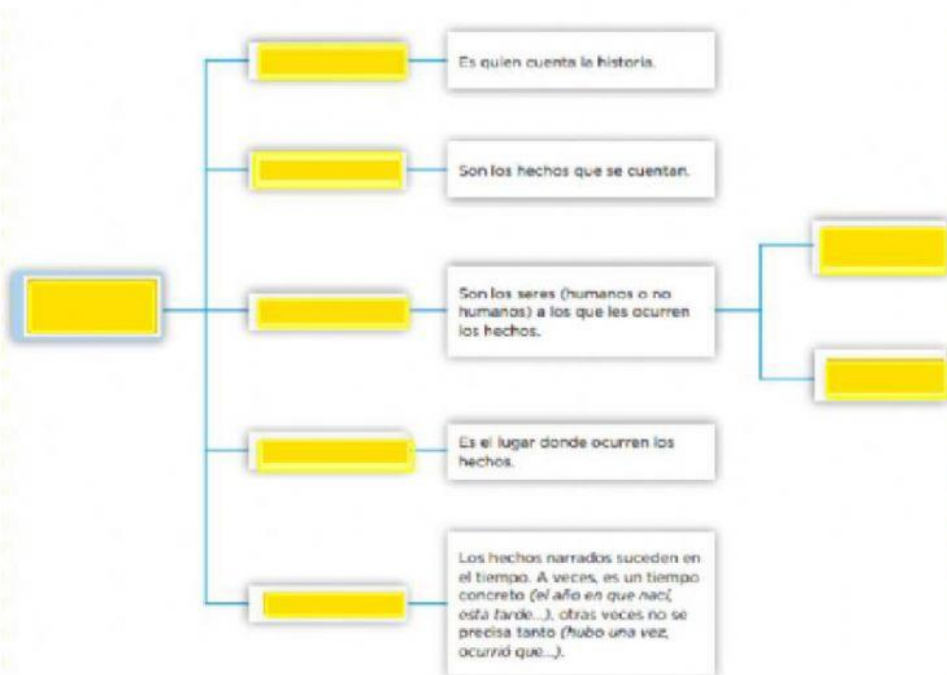 Es quien cuenta la historia.
Son los hechos que se cuentan.
Son los seres (humanos o no
humanos) a los que les ocurren
los hechos.
Es el lugar donde ocurren los
hechos.
Los hechos narrados suceden en
el tiempo. A veces, es un tiempo
concreto (el año en que nací,
esta tarde...), otras veces no se
precisa tanto (hubo una vez,
ocurrió que...).